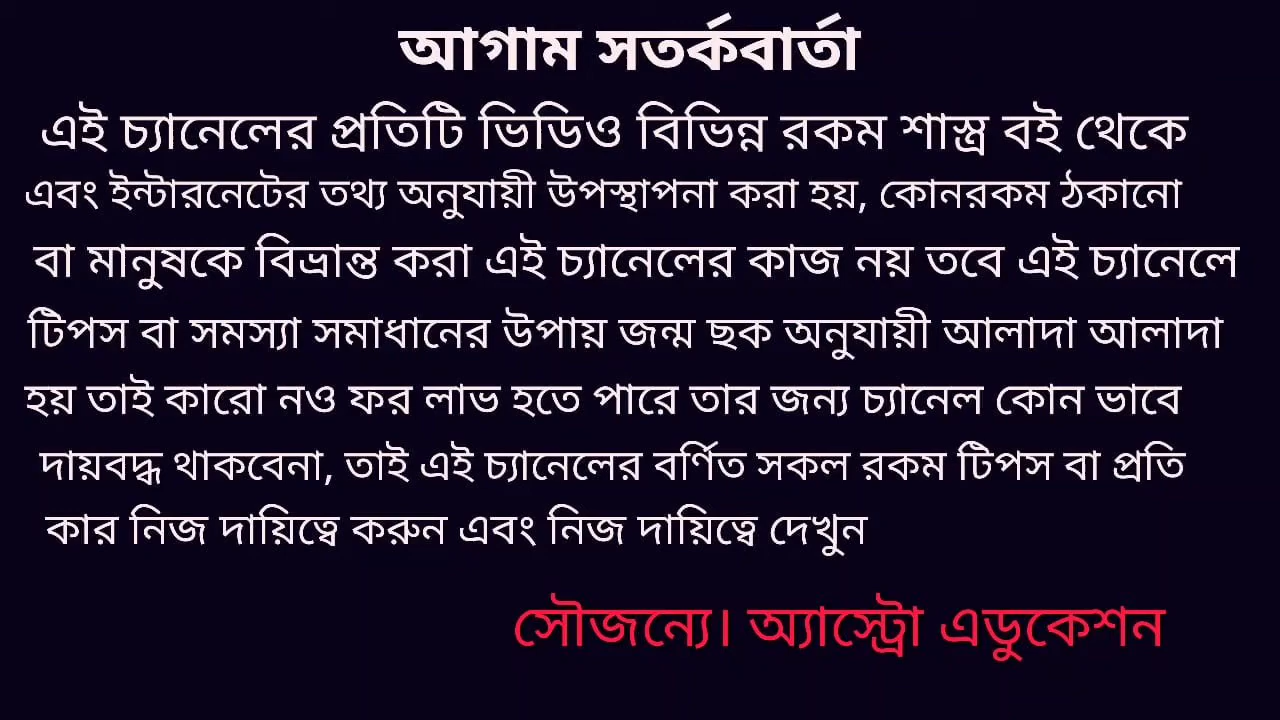 আগাম সতর্কবার্তা
এই চ্যানেলের প্রতিটি ভিডিও বিভিন্ন রকম শাস্ত্র বই থেকে
এবং ইন্টারনেটের তথ্য অনুযায়ী উপস্থাপনা করা হয়, কোনরকম ঠকানো
বা মানুষকে বিভ্রান্ত করা এই চ্যানেলের কাজ নয় তবে এই চ্যানেলে
টিপস বা সমস্যা সমাধানের উপায় জন্ম ছক অনুযায়ী আলাদা আলাদা
হয় তাই কারো নও ফর লাভ হতে পারে তার জন্য চ্যানেল কোন ভাবে
দায়বদ্ধ থাকবেনা, তাই এই চ্যানেলের বর্ণিত সকল রকম টিপস বা প্রতি
কার নিজ দায়িত্বে করুন এবং নিজ দায়িত্বে দেখুন
সৌজন্যে। অ্যাস্ট্রো এডুকেশন